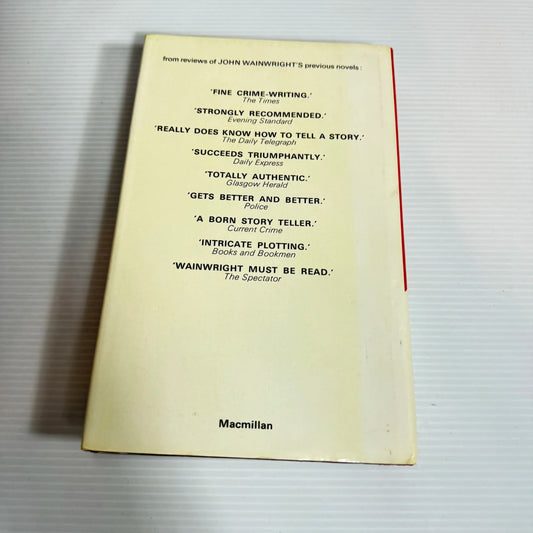 from reviews of JOHN WAINWRIGHT'S previous novels:
'FINE CRIME-WRITING.'
The Times
'STRONGLY RECOMMENDED.'
Evening Standard
'REALLY DOES KNOW HOW TO TELL A STORY.'
The Daily Telegraph
'SUCCEEDS TRIUMPHANTLY.'
Daily Express
'TOTALLY AUTHENTIC.'
Glasgow Herald
'GETS BETTER AND BETTER.'
Police
'A BORN STORY TELLER.'
Current Crime
'INTRICATE PLOTTING.'
Books and Bookmen
'WAINWRIGHT MUST BE READ.'
The Spectator
Macmillan